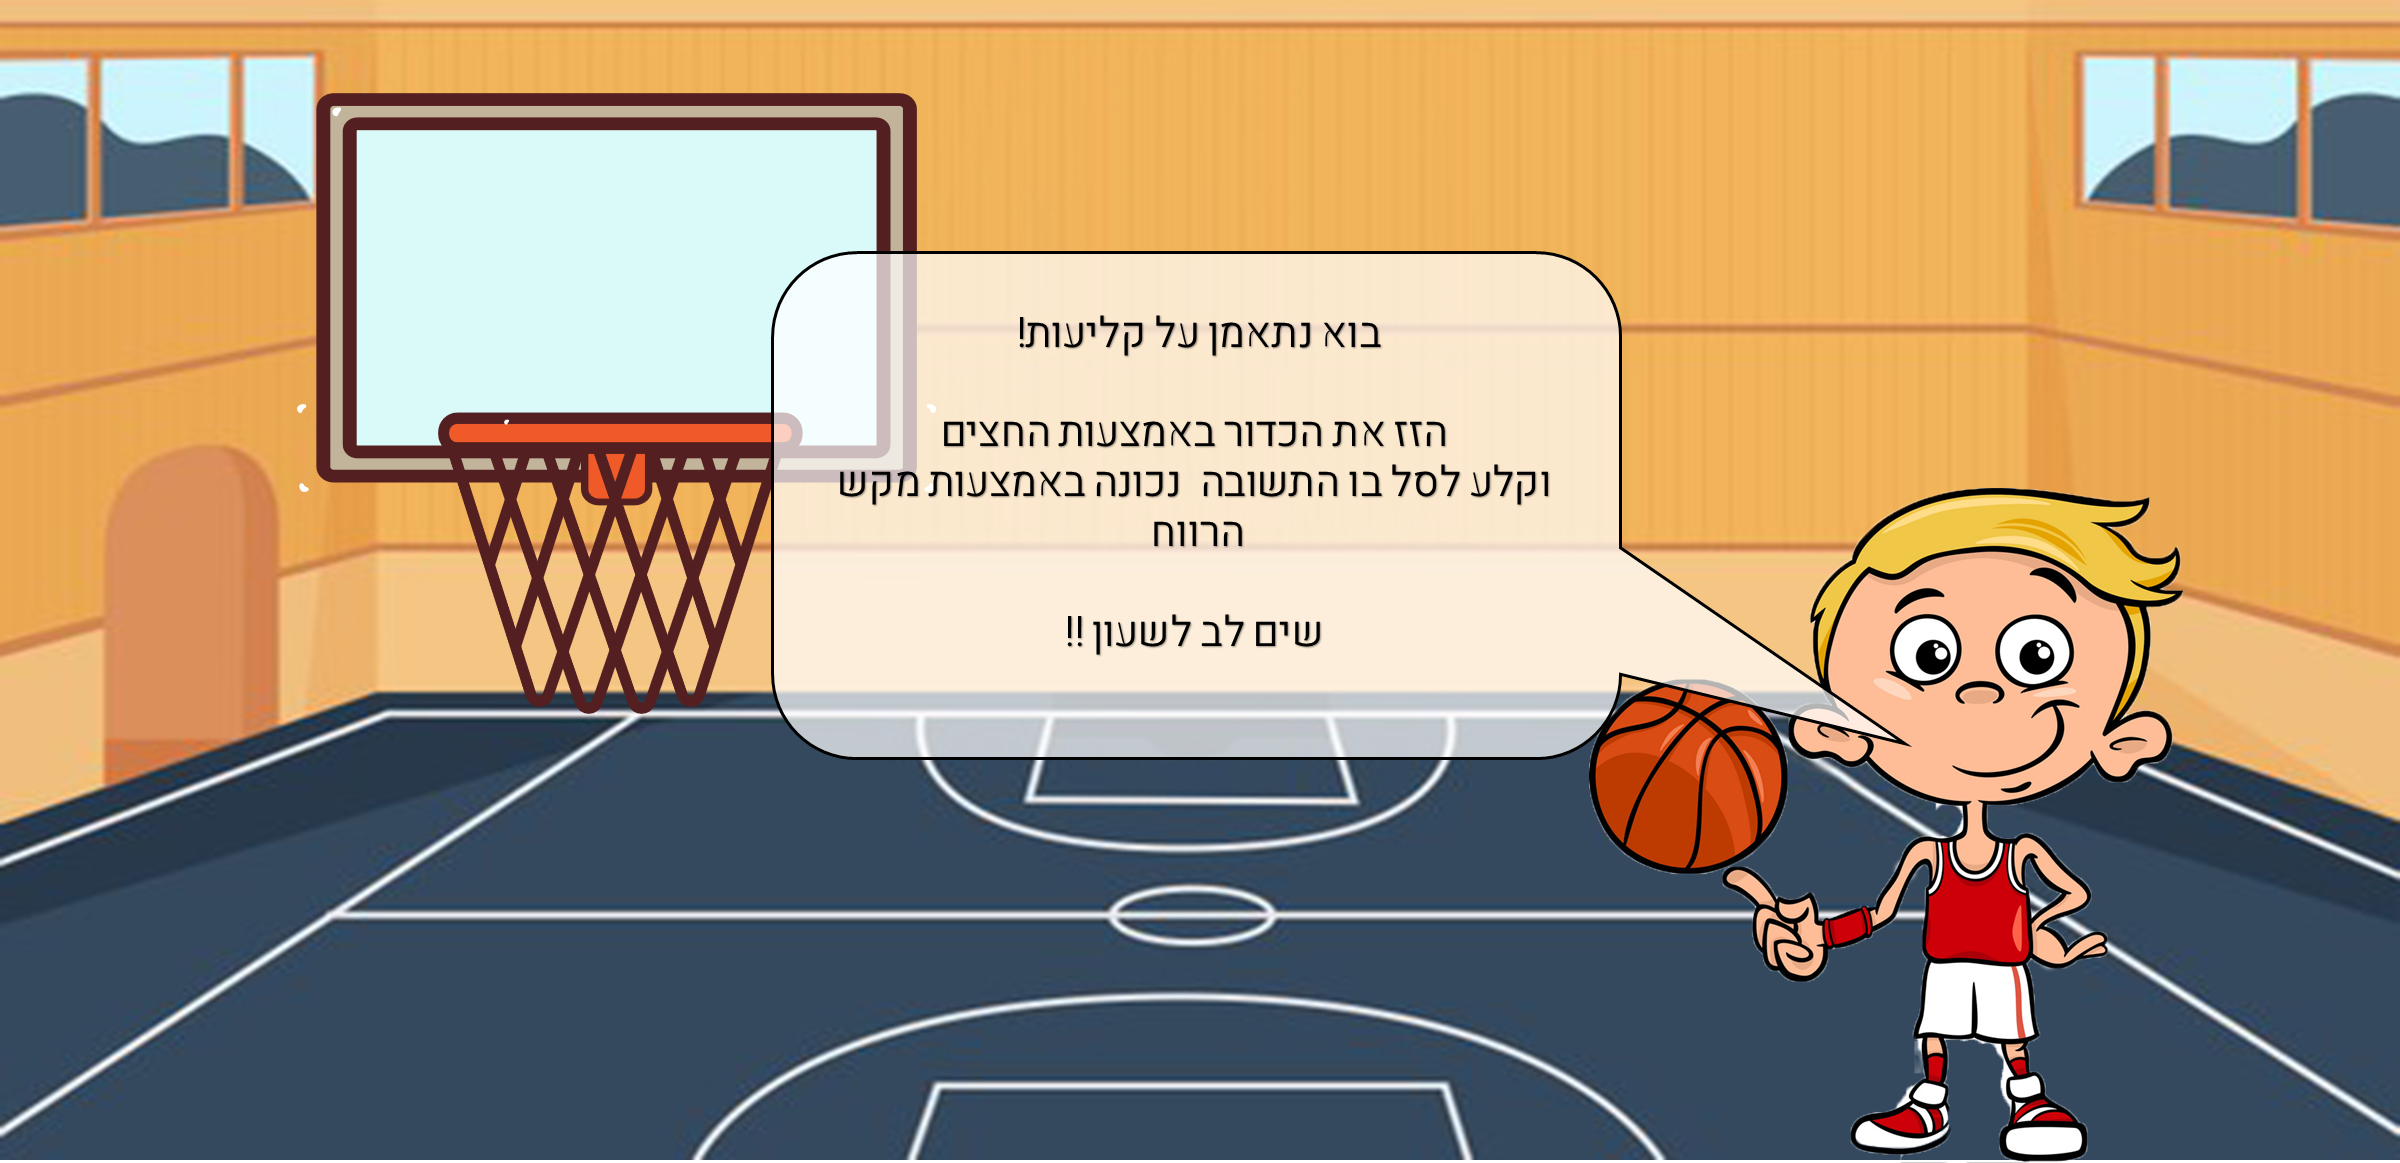 בוא נתאמן על קליעות!
הזז את הכדור באמצעות החצים
וקלע לסל בו התשובה  נכונה באמצעות מקש
הרווח
שים לב לשעון !!